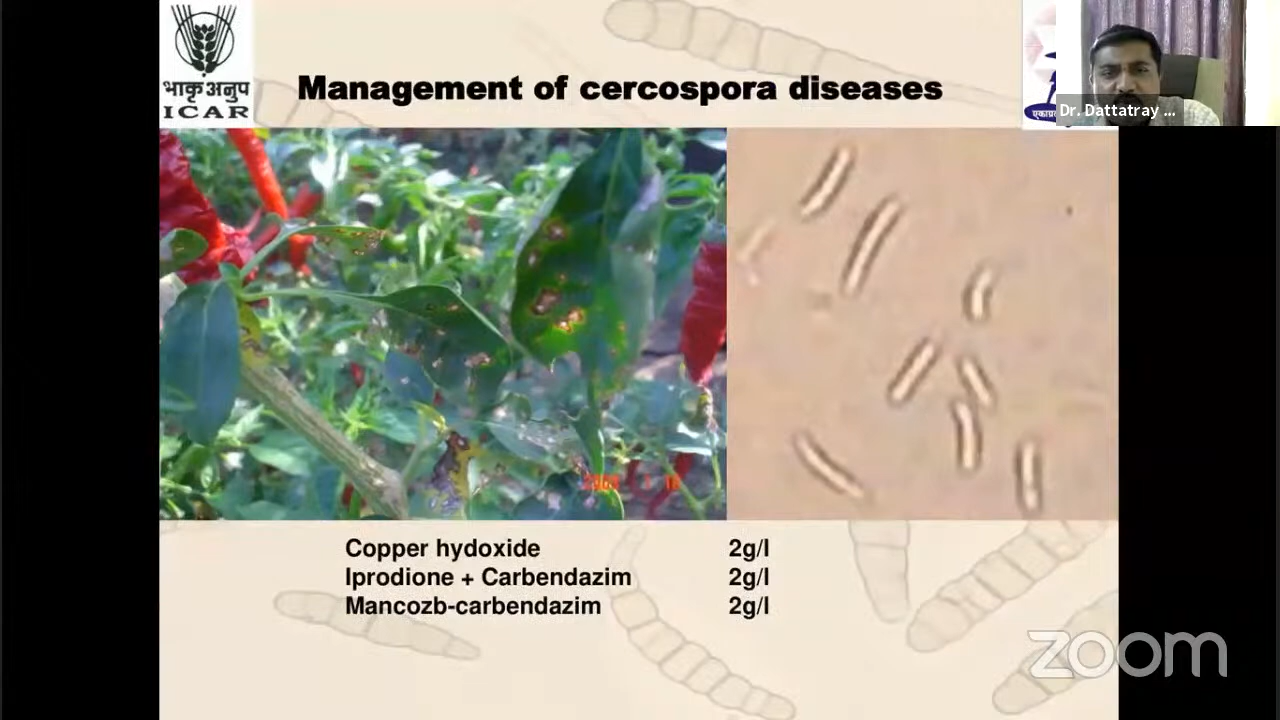 भाकृअनुप
ICAR
Management of cercospora diseases
Dr. Dattatray ...
Copper hydoxide 2g/l
Iprodione + Carbendazim 2g/l
Mancozb-carbendazim 2g/l
zoom